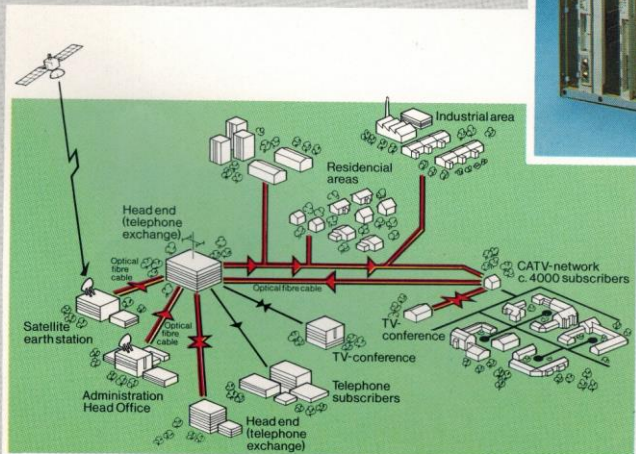 Industrial area
Residencial
areas
Head end
(telephone
exchange)
Optical
fibre
cable
Optical fibre cable
CATV-network
c. 4000 subscribers
Satellite
earth station
Optical
fibre
cable
TV-conference
TV-
conference
Administration
Head Office
Telephone
subscribers
Head end
(telephone
exchange)